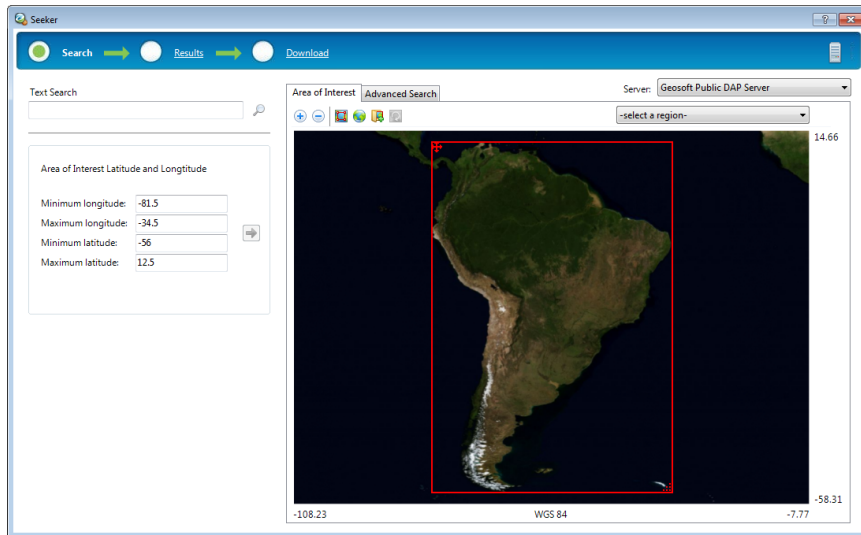 Seeker
Search Results Download
Text Search
Area of Interest Latitude and Longtitude
Minimum longitude: -81.5
Maximum longitude: -34.5
Minimum latitude: -56
Maximum latitude: 12.5
Area of Interest Advanced Search
Server: Geosoft Public DAP Server
-select a region-
14.66
-58.31
-108.23 WGS 84 -7.77